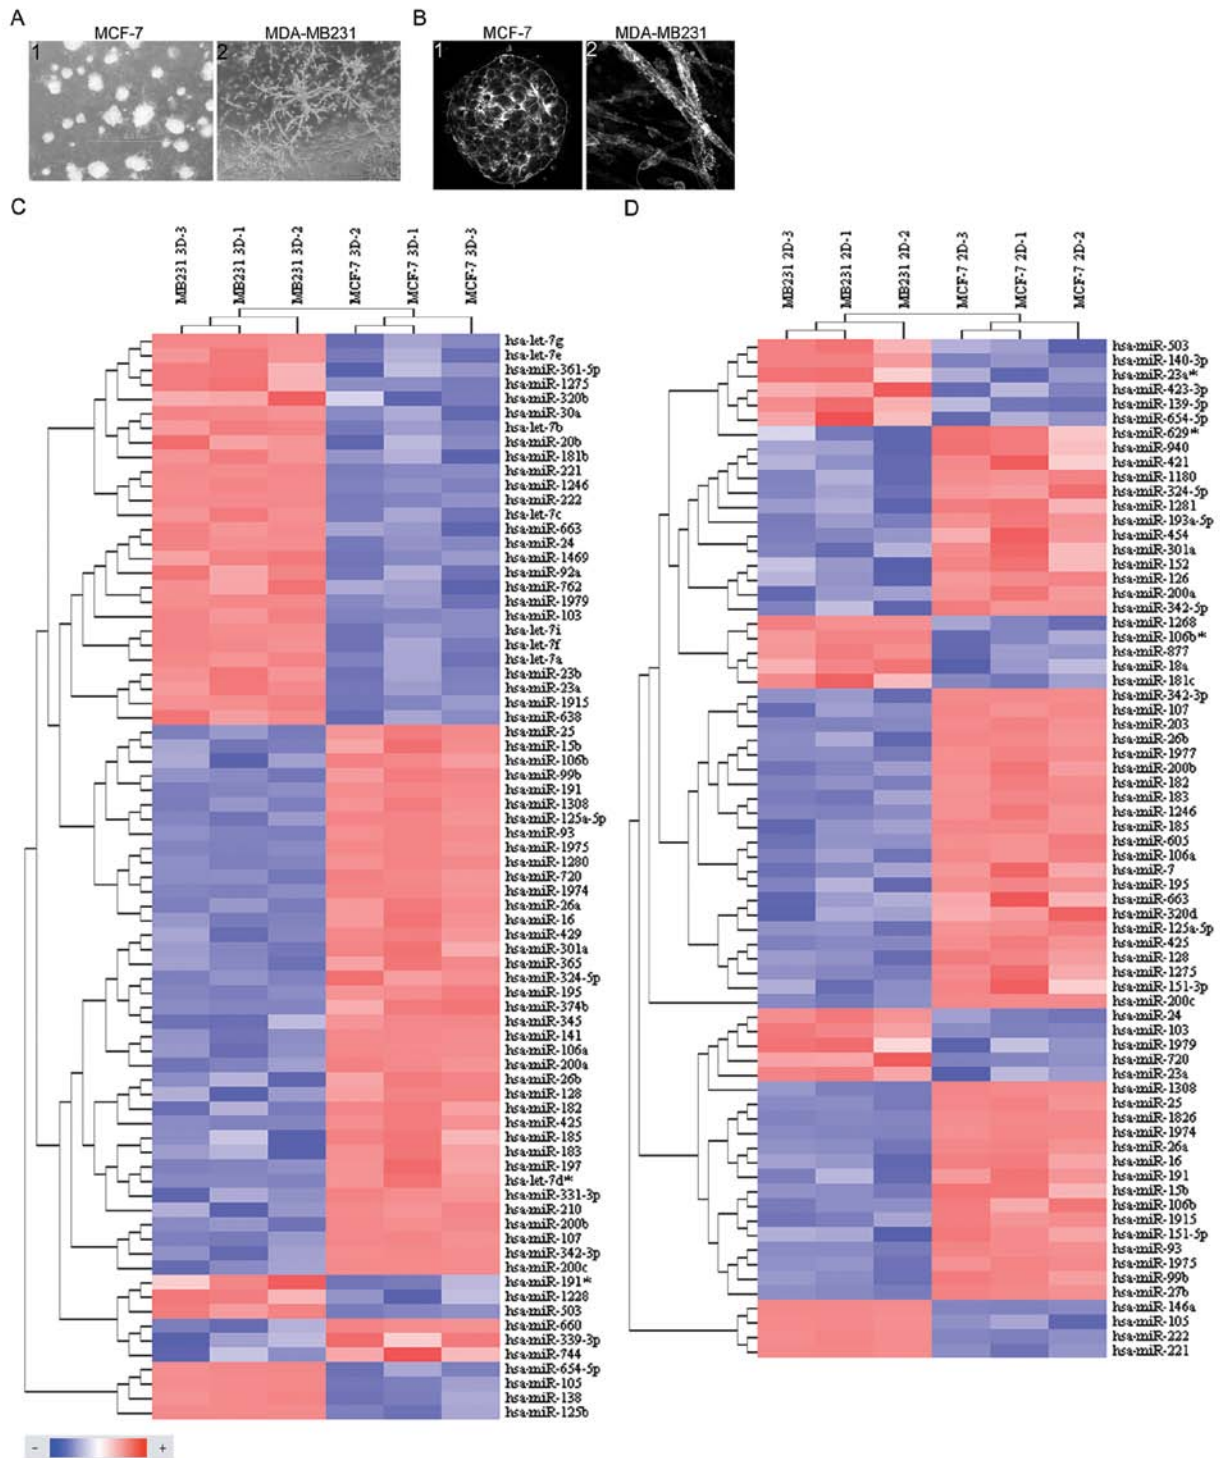 A
B
MCF-7
MDA-MB231
MCF-7
MDA-MB231
1
2
1
2
C
D
MB231 3D-3
MB231 3D-1
MB231 3D-2
MCF-7 3D-2
MCF-7 3D-1
MCF-7 3D-3
hsa-let-7g
hsa-let-7e
hsa-miR-361-5p
hsa-miR-1275
hsa-miR-320b
hsa-miR-30a
hsa-let-7b
hsa-miR-20b
hsa-miR-181b
hsa-miR-221
hsa-miR-1246
hsa-miR-222
hsa-let-7c
hsa-miR-663
hsa-miR-24
hsa-miR-1469
hsa-miR-92a
hsa-miR-762
hsa-miR-1979
hsa-miR-103
hsa-let-7i
hsa-let-7f
hsa-let-7a
hsa-miR-23b
hsa-miR-23a
hsa-miR-1915
hsa-miR-638
hsa-miR-25
hsa-miR-15b
hsa-miR-106b
hsa-miR-99b
hsa-miR-191
hsa-miR-1308
hsa-miR-125a-5p
hsa-miR-93
hsa-miR-1975
hsa-miR-1280
hsa-miR-720
hsa-miR-1974
hsa-miR-26a
hsa-miR-16
hsa-miR-429
hsa-miR-301a
hsa-miR-365
hsa-miR-324-5p
hsa-miR-195
hsa-miR-374b
hsa-miR-345
hsa-miR-141
hsa-miR-106a
hsa-miR-200a
hsa-miR-26b
hsa-miR-128
hsa-miR-182
hsa-miR-425
hsa-miR-185
hsa-miR-183
hsa-miR-197
hsa-let-7d*
hsa-miR-331-3p
hsa-miR-210
hsa-miR-200b
hsa-miR-107
hsa-miR-342-3p
hsa-miR-200c
hsa-miR-191*
hsa-miR-1228
hsa-miR-503
hsa-miR-660
hsa-miR-339-3p
hsa-miR-744
hsa-miR-654-5p
hsa-miR-105
hsa-miR-138
hsa-miR-125b
MB231 2D-3
MB231 2D-1
MB231 2D-2
MCF-7 2D-3
MCF-7 2D-1
MCF-7 2D-2
hsa-miR-503
hsa-miR-140-3p
hsa-miR-23a*
hsa-miR-423-3p
hsa-miR-139-5p
hsa-miR-654-5p
hsa-miR-629*
hsa-miR-940
hsa-miR-421
hsa-miR-1180
hsa-miR-324-5p
hsa-miR-1281
hsa-miR-193a-5p
hsa-miR-454
hsa-miR-301a
hsa-miR-152
hsa-miR-126
hsa-miR-200a
hsa-miR-342-5p
hsa-miR-1268
hsa-miR-106b*
hsa-miR-877
hsa-miR-18a
hsa-miR-181c
hsa-miR-342-3p
hsa-miR-107
hsa-miR-203
hsa-miR-26b
hsa-miR-1977
hsa-miR-200b
hsa-miR-182
hsa-miR-183
hsa-miR-1246
hsa-miR-185
hsa-miR-605
hsa-miR-106a
hsa-miR-7
hsa-miR-195
hsa-miR-663
hsa-miR-320d
hsa-miR-125a-5p
hsa-miR-425
hsa-miR-128
hsa-miR-1275
hsa-miR-151-3p
hsa-miR-200c
hsa-miR-24
hsa-miR-103
hsa-miR-1979
hsa-miR-720
hsa-miR-23a
hsa-miR-1308
hsa-miR-25
hsa-miR-1826
hsa-miR-1974
hsa-miR-26a
hsa-miR-16
hsa-miR-191
hsa-miR-15b
hsa-miR-106b
hsa-miR-1915
hsa-miR-151-5p
hsa-miR-93
hsa-miR-1975
hsa-miR-99b
hsa-miR-27b
hsa-miR-146a
hsa-miR-105
hsa-miR-222
hsa-miR-221
- +